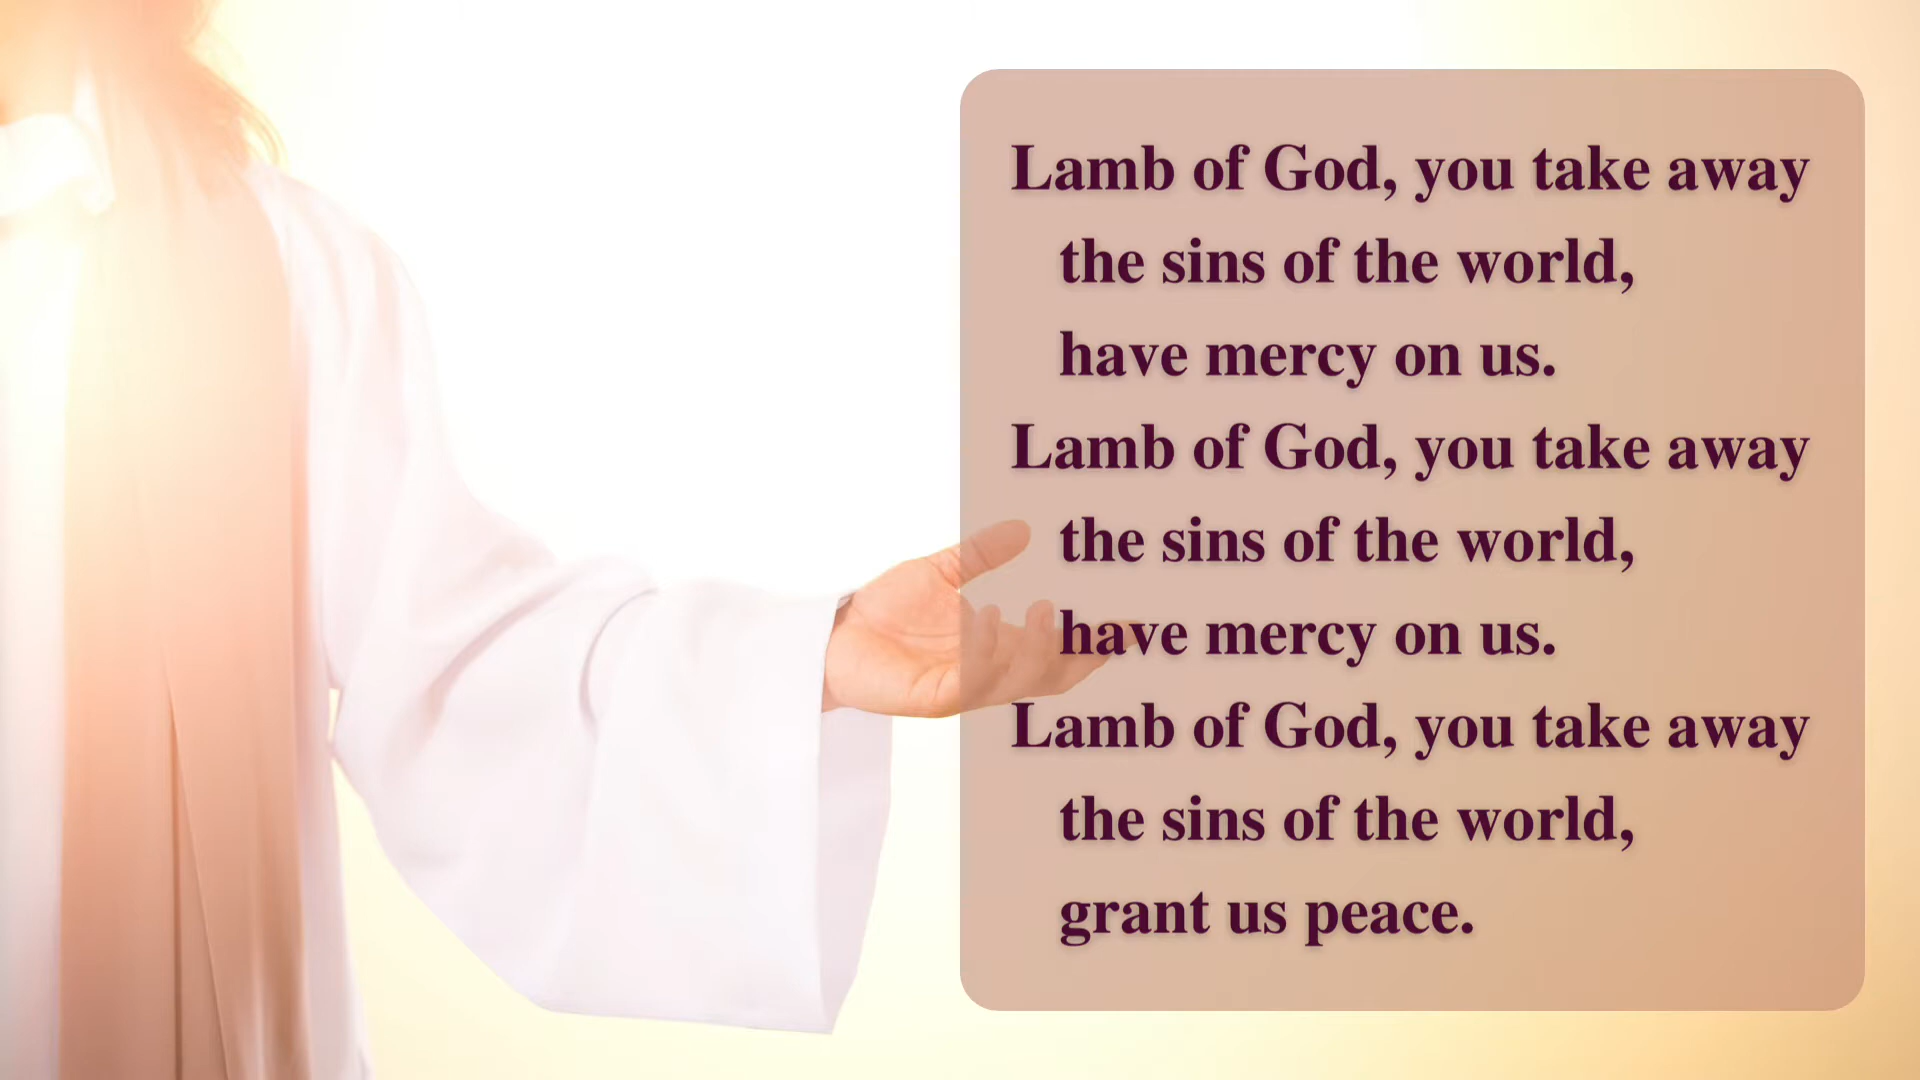 Lamb of God, you take away
the sins of the world,
have mercy on us.
Lamb of God, you take away
the sins of the world,
have mercy on us.
Lamb of God, you take away
the sins of the world,
grant us peace.